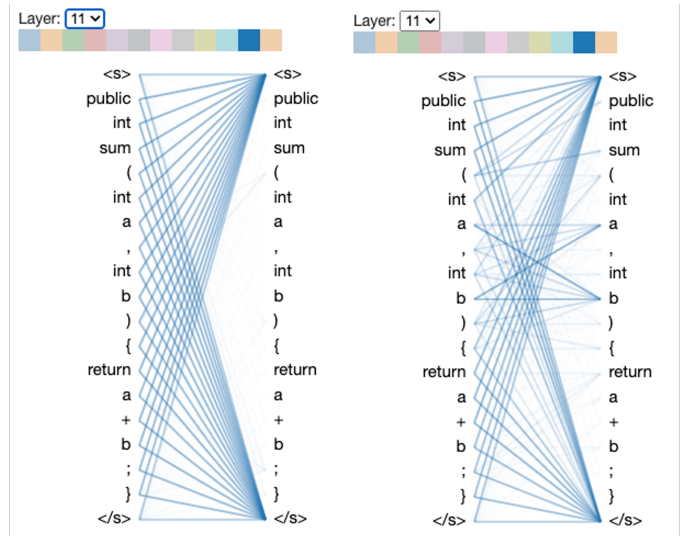 Layer: 11
<s> <s>
public public
int int
sum sum
( (
int int
a a
, ,
int int
b b
) )
{ {
return return
a a
+ +
b b
; ;
} }
</s> </s>
Layer: 11
<s> <s>
public public
int int
sum sum
( (
int int
a a
, ,
int int
b b
) )
{ {
return return
a a
+ +
b b
; ;
} }
</s> </s>